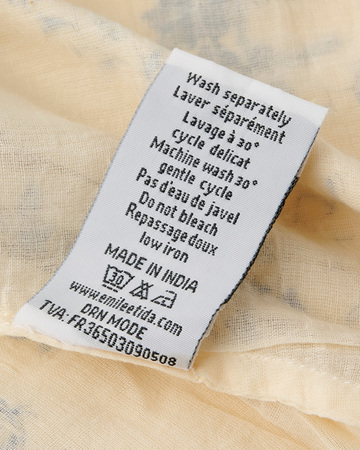 Wash separately
Laver séparément
Lavage à 30°
cycle délicat
Machine wash 30°
gentle cycle
Pas d'eau de javel
Do not bleach
Repassage doux
low iron
MADE IN INDIA
30
www.emileetida.com
DRN MODE
TVA: FR36503090508